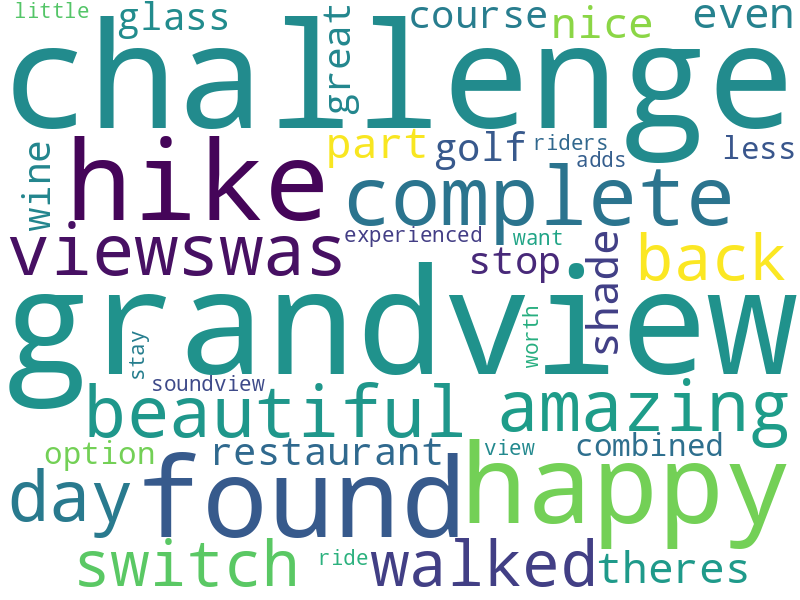 little glass great course nice even
challenge
wine hike part golf riders adds less
complete
viewswas experienced want stop shade back
grandview
stay worth
soundview
beautiful amazing
option restaurant view combined
day found happy
switch ride walked theres